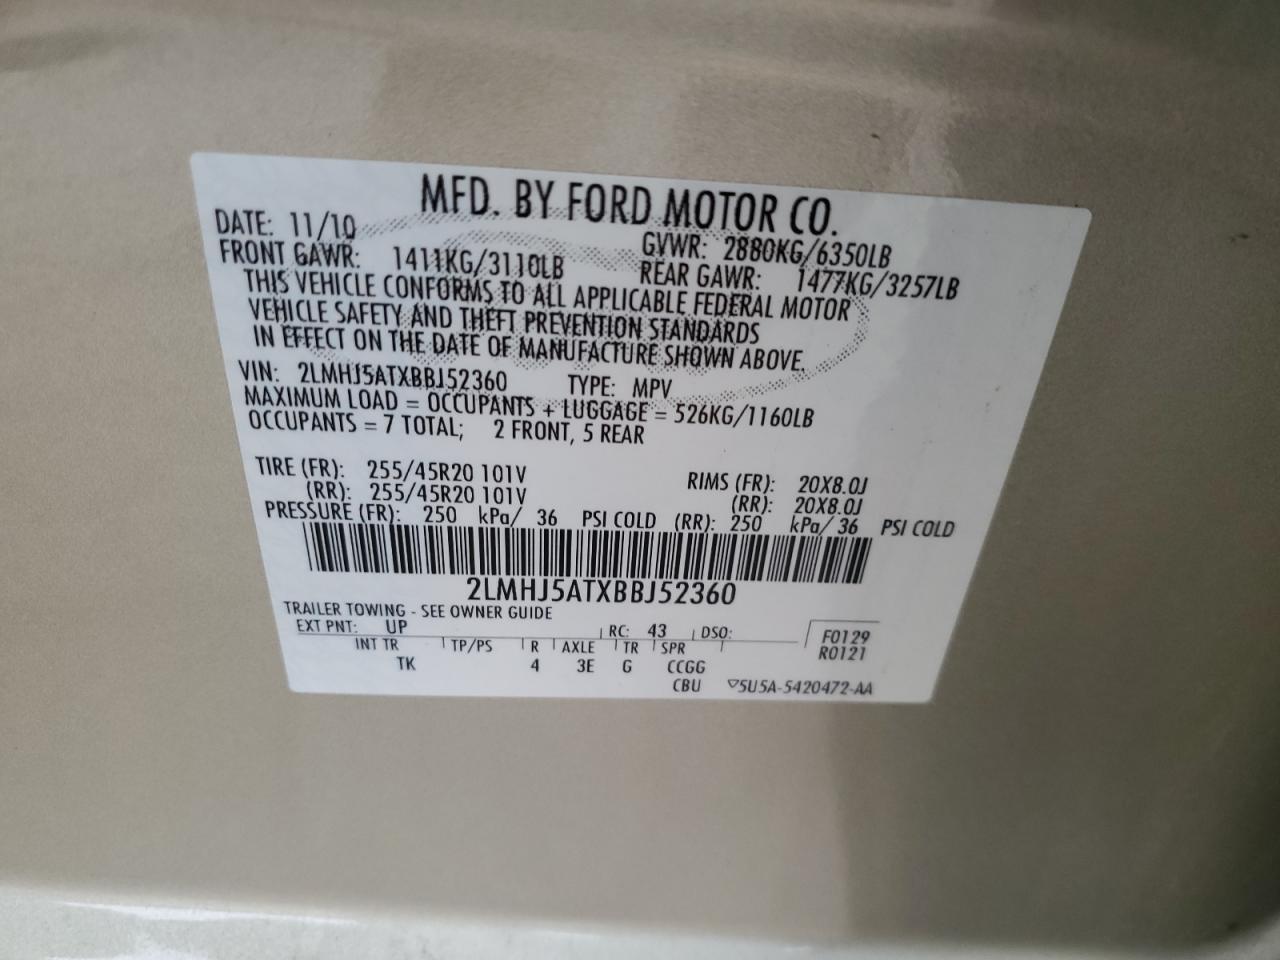 MFD. BY FORD MOTOR CO.
DATE: 11/10 GVWR: 2880KG/6350LB
FRONT GAWR: 1411KG/3110LB REAR GAWR: 1477KG/3257LB
THIS VEHICLE CONFORMS TO ALL APPLICABLE FEDERAL MOTOR
VEHICLE SAFETY AND THEFT PREVENTION STANDARDS
IN EFFECT ON THE DATE OF MANUFACTURE SHOWN ABOVE.
VIN: 2LMHJ5ATXBBJ52360 TYPE: MPV
MAXIMUM LOAD = OCCUPANTS + LUGGAGE = 526KG/1160LB
OCCUPANTS = 7 TOTAL; 2 FRONT, 5 REAR
TIRE (FR): 255/45R20 101V RIMS (FR): 20X8.0J
(RR): 255/45R20 101V (RR): 20X8.0J
PRESSURE (FR): 250 kPa/ 36 PSI COLD (RR): 250 kPa/ 36 PSI COLD
2LMHJ5ATXBBJ52360
TRAILER TOWING - SEE OWNER GUIDE
EXT PNT: UP RC: 43 DSO: F0129
INT TR TP/PS R AXLE TR SPR R0121
TK 4 3E G CCGG
CBU ▽5U5A-5420472-AA